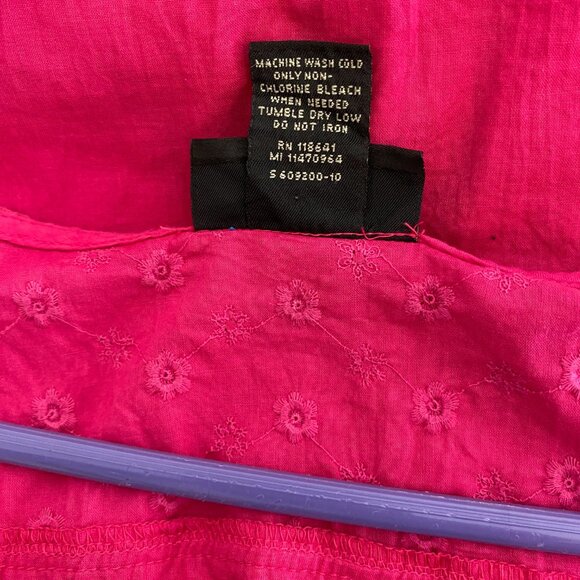 MACHINE WASH COLD
ONLY NON-
CHLORINE BLEACH
WHEN NEEDED
TUMBLE DRY LOW
DO NOT IRON
RN 118641
MI 11470964
S 609200-10